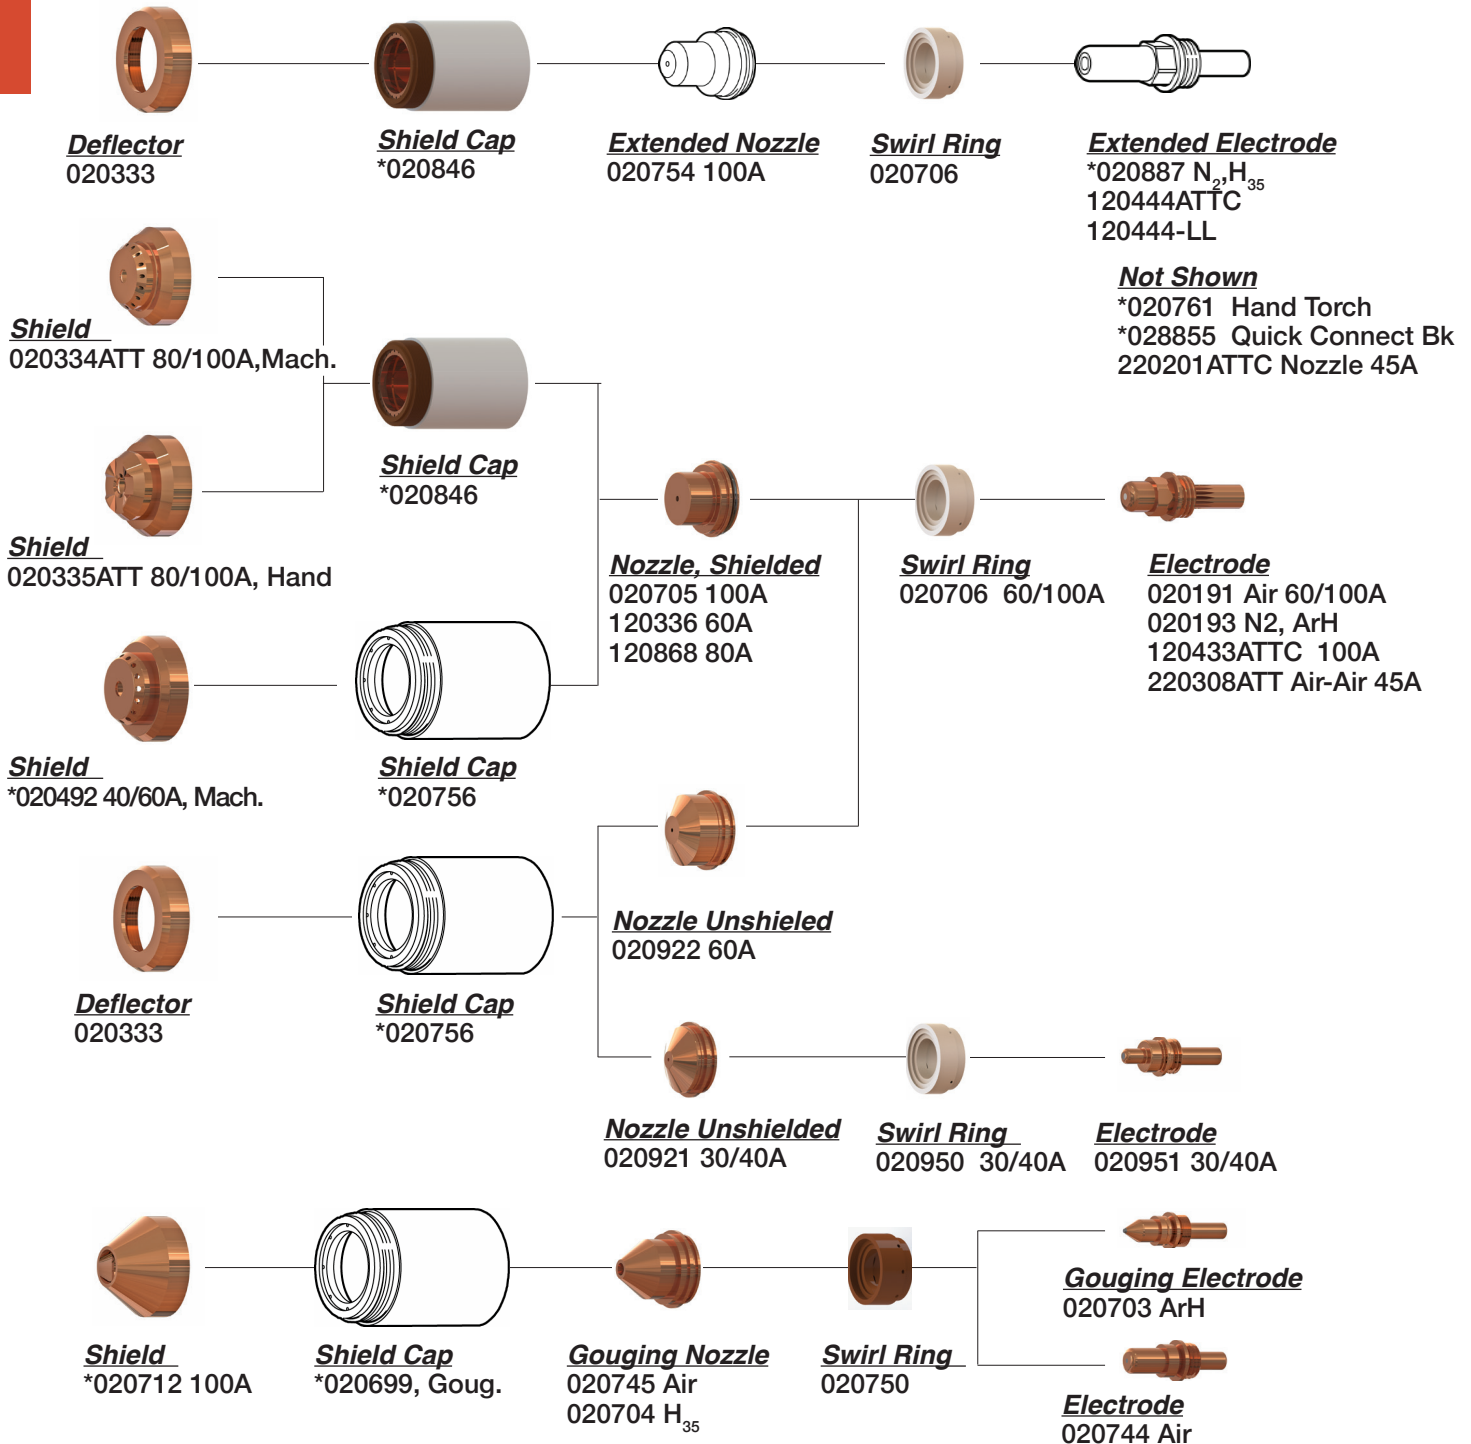 Deflector
020333
Shield Cap
*020846
Extended Nozzle
020754 100A
Swirl Ring
020706
Extended Electrode
*020887 N2,H35
120444ATTC
120444-LL
Not Shown
*020761 Hand Torch
*028855 Quick Connect Bk
220201ATTC Nozzle 45A
Shield
020334ATT 80/100A,Mach.
Shield Cap
*020846
Shield
020335ATT 80/100A, Hand
Nozzle, Shielded
020705 100A
120336 60A
120868 80A
Swirl Ring
020706 60/100A
Electrode
020191 Air 60/100A
020193 N2, ArH
120433ATTC 100A
220308ATT Air-Air 45A
Shield
*020492 40/60A, Mach.
Shield Cap
*020756
Nozzle Unshieled
020922 60A
Deflector
020333
Shield Cap
*020756
Nozzle Unshielded
020921 30/40A
Swirl Ring
020950 30/40A
Electrode
020951 30/40A
Shield
*020712 100A
Shield Cap
*020699, Goug.
Gouging Nozzle
020745 Air
020704 H35
Swirl Ring
020750
Gouging Electrode
020703 ArH
Electrode
020744 Air